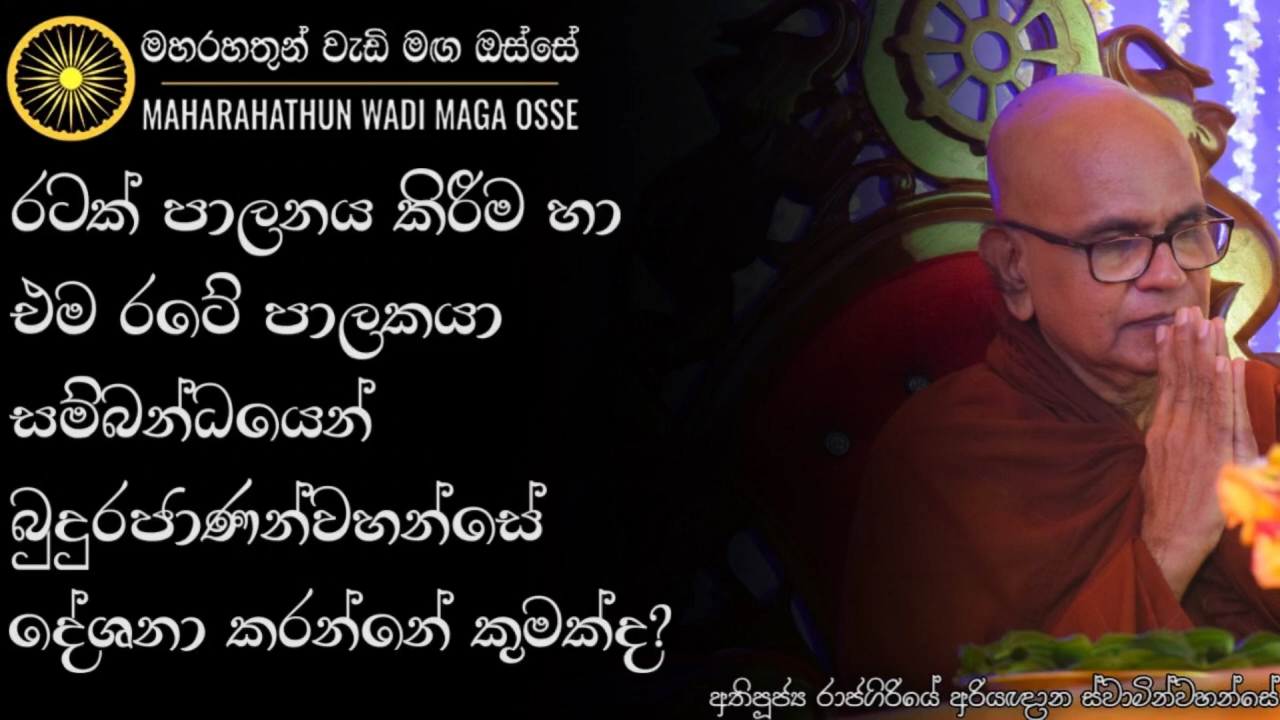 මහරහතුන් වැඩි මඟ ඔස්සේ
MAHARAHATHUN WADI MAGA OSSE
රටක් පාලනය කිරීම හා
එම රටේ පාලකයා
සම්බන්ධයෙන්
බුදුරජාණන්වහන්සේ
දේශනා කරන්නේ කුමක්ද?
අතිපූජ්‍ය රාජගිරියේ අරියඥාන ස්වාමින්වහන්සේ